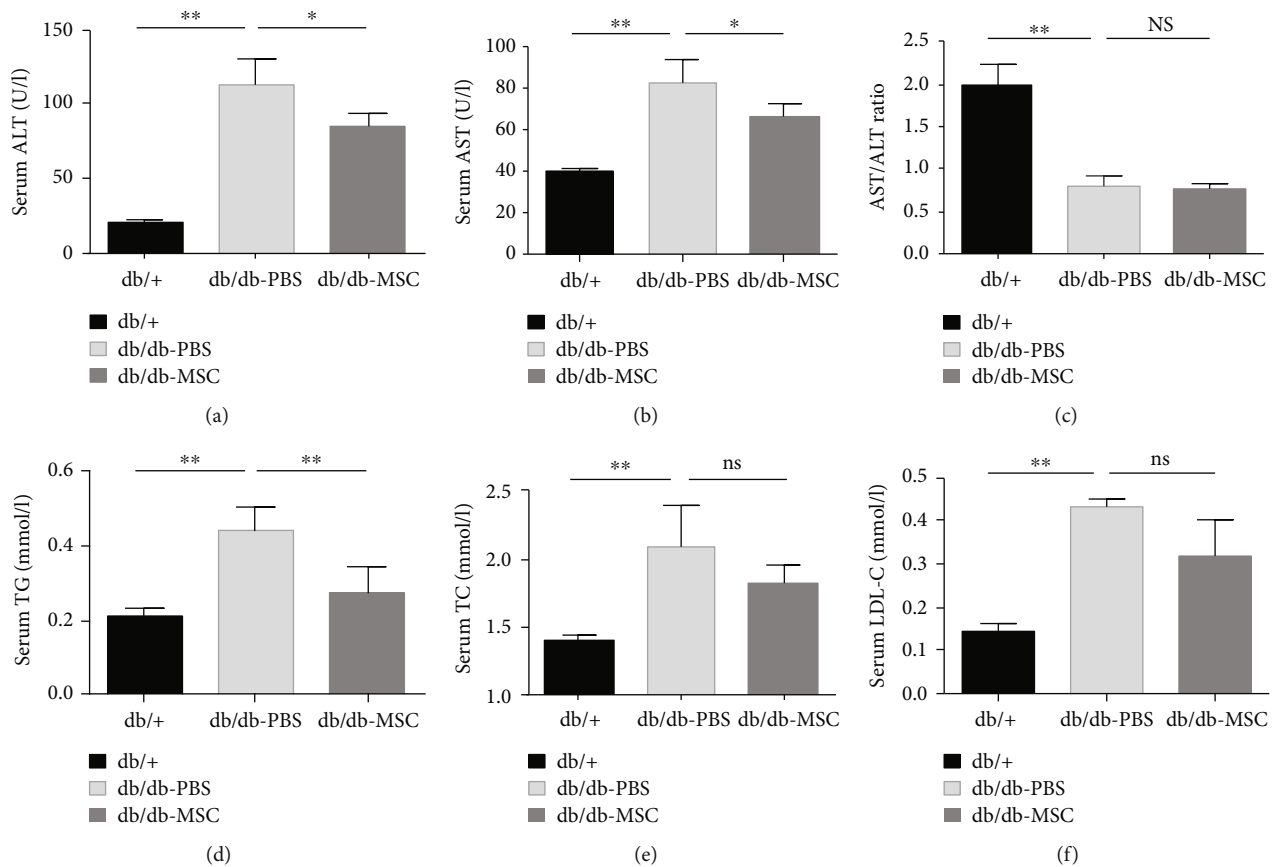 ** *
Serum ALT (U/l)
150
100
50
0
db/+ db/db-PBS db/db-MSC
db/+
db/db-PBS
db/db-MSC
(a)
** *
Serum AST (U/l)
100
80
60
40
20
0
db/+ db/db-PBS db/db-MSC
db/+
db/db-PBS
db/db-MSC
(b)
** NS
AST/ALT ratio
2.5
2.0
1.5
1.0
0.5
0.0
db/+ db/db-PBS db/db-MSC
db/+
db/db-PBS
db/db-MSC
(c)
** **
Serum TG (mmol/l)
0.6
0.4
0.2
0.0
db/+ db/db-PBS db/db-MSC
db/+
db/db-PBS
db/db-MSC
(d)
** ns
Serum TC (mmol/l)
2.5
2.0
1.5
1.0
db/+ db/db-PBS db/db-MSC
db/+
db/db-PBS
db/db-MSC
(e)
** ns
Serum LDL-C (mmol/l)
0.5
0.4
0.3
0.2
0.1
0.0
db/+ db/db-PBS db/db-MSC
db/+
db/db-PBS
db/db-MSC
(f)